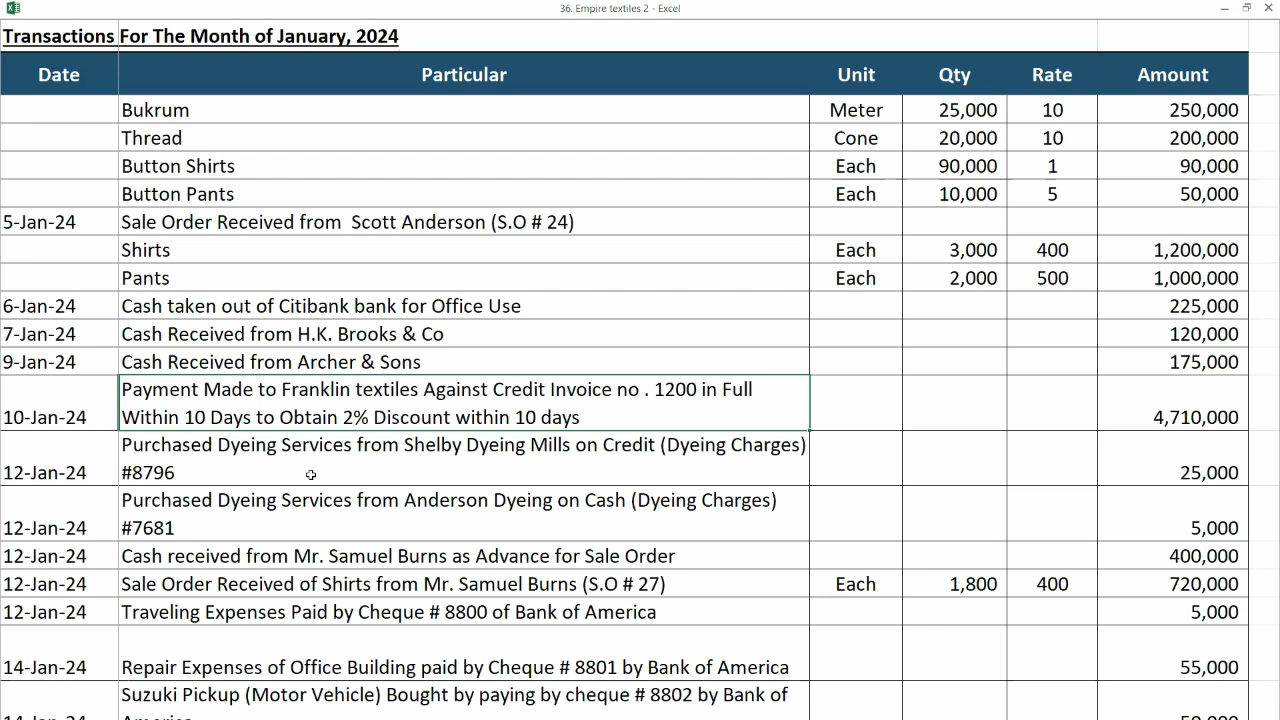 36. Empire textiles 2 - Excel
Transactions For The Month of January, 2024
Date Particular Unit Qty Rate Amount
Bukrum Meter 25,000 10 250,000
Thread Cone 20,000 10 200,000
Button Shirts Each 90,000 1 90,000
Button Pants Each 10,000 5 50,000
5-Jan-24 Sale Order Received from  Scott Anderson (S.O # 24)
Shirts Each 3,000 400 1,200,000
Pants Each 2,000 500 1,000,000
6-Jan-24 Cash taken out of Citibank bank for Office Use 225,000
7-Jan-24 Cash Received from H.K. Brooks & Co 120,000
9-Jan-24 Cash Received from Archer & Sons 175,000
Payment Made to Franklin textiles Against Credit Invoice no . 1200 in Full
10-Jan-24 Within 10 Days to Obtain 2% Discount within 10 days 4,710,000
Purchased Dyeing Services from Shelby Dyeing Mills on Credit (Dyeing Charges)
12-Jan-24 #8796 25,000
Purchased Dyeing Services from Anderson Dyeing on Cash (Dyeing Charges)
12-Jan-24 #7681 5,000
12-Jan-24 Cash received from Mr. Samuel Burns as Advance for Sale Order 400,000
12-Jan-24 Sale Order Received of Shirts from Mr. Samuel Burns (S.O # 27) Each 1,800 400 720,000
12-Jan-24 Traveling Expenses Paid by Cheque # 8800 of Bank of America 5,000
14-Jan-24 Repair Expenses of Office Building paid by Cheque # 8801 by Bank of America 55,000
Suzuki Pickup (Motor Vehicle) Bought by paying by cheque # 8802 by Bank of